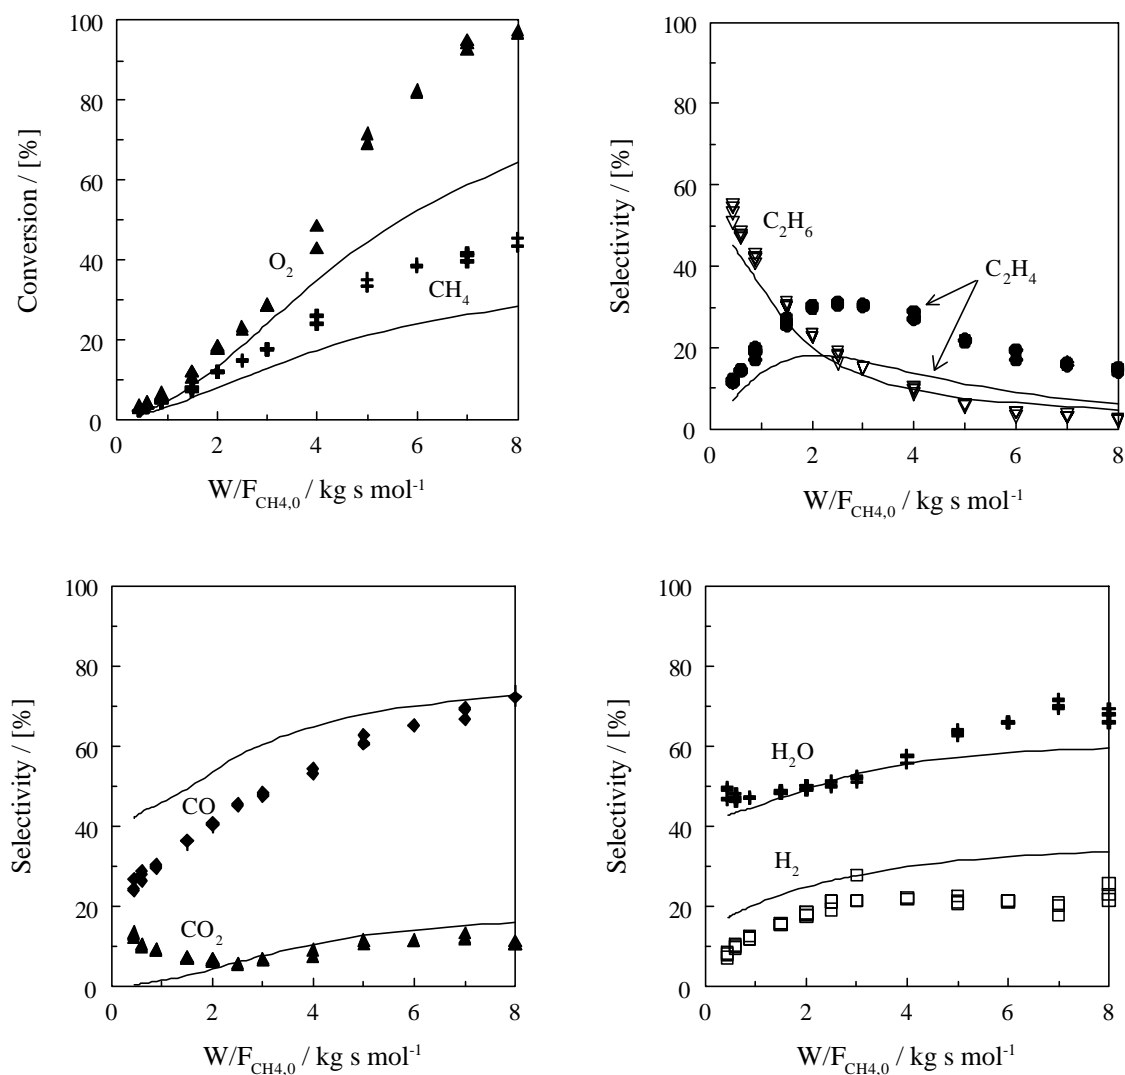 Conversion / [%]
100
80
60
40
20
0
O2
CH4
0 2 4 6 8
W/FCH4,0 / kg s mol-1
Selectivity / [%]
100
80
60
40
20
0
C2H6
C2H4
0 2 4 6 8
W/FCH4,0 / kg s mol-1
Selectivity / [%]
100
80
60
40
20
0
CO
CO2
0 2 4 6 8
W/FCH4,0 / kg s mol-1
Selectivity / [%]
100
80
60
40
20
0
H2O
H2
0 2 4 6 8
W/FCH4,0 / kg s mol-1